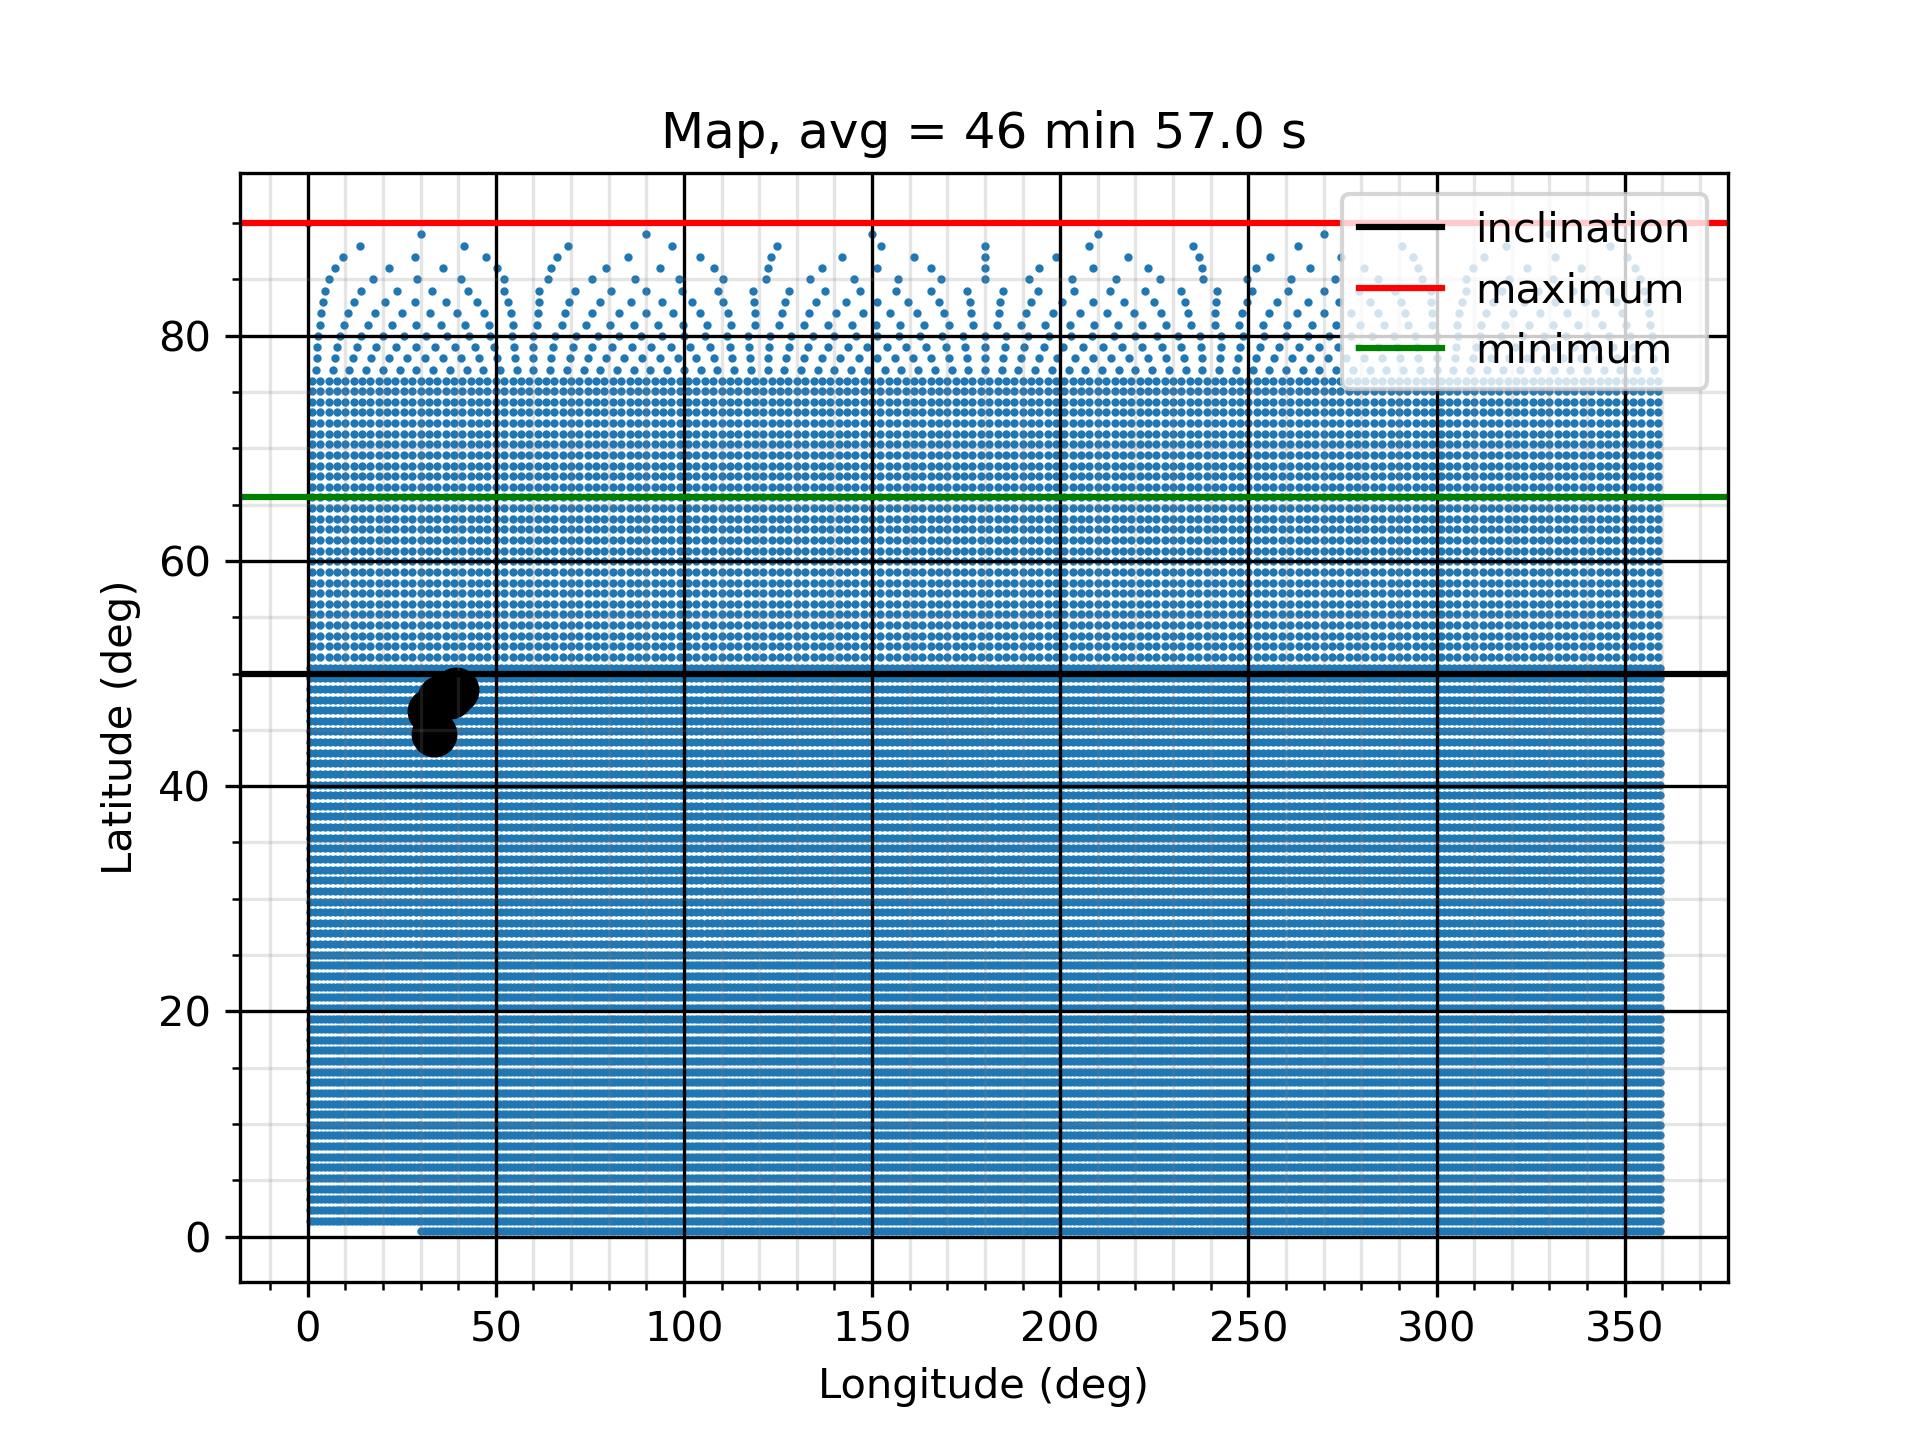 Map, avg = 46 min 57.0 s
inclination
maximum
minimum
80
60
40
20
0
Latitude (deg)
0 50 100 150 200 250 300 350
Longitude (deg)